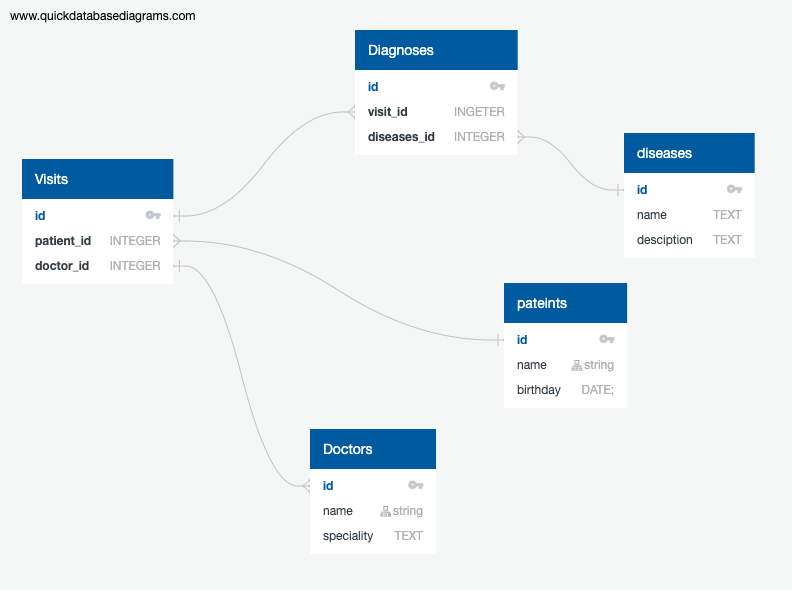 www.quickdatabasediagrams.com
Diagnoses
id
visit_id INGETER
diseases_id INTEGER
diseases
id
name TEXT
desciption TEXT
Visits
id
patient_id INTEGER
doctor_id INTEGER
pateints
id
name string
birthday DATE;
Doctors
id
name string
speciality TEXT